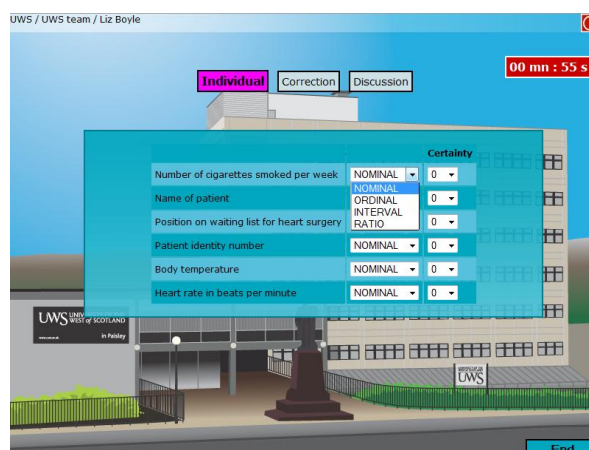 UWS / UWS team / Liz Boyle
00 mn : 55 s
Individual Correction Discussion
Certainty
Number of cigarettes smoked per week NOMINAL 0
NOMINAL
ORDINAL
INTERVAL
RATIO
Name of patient 0
Position on waiting list for heart surgery 0
Patient identity number NOMINAL 0
Body temperature NOMINAL 0
Heart rate in beats per minute NOMINAL 0
UWS
WEST of SCOTLAND
in Paisley
UWS
End